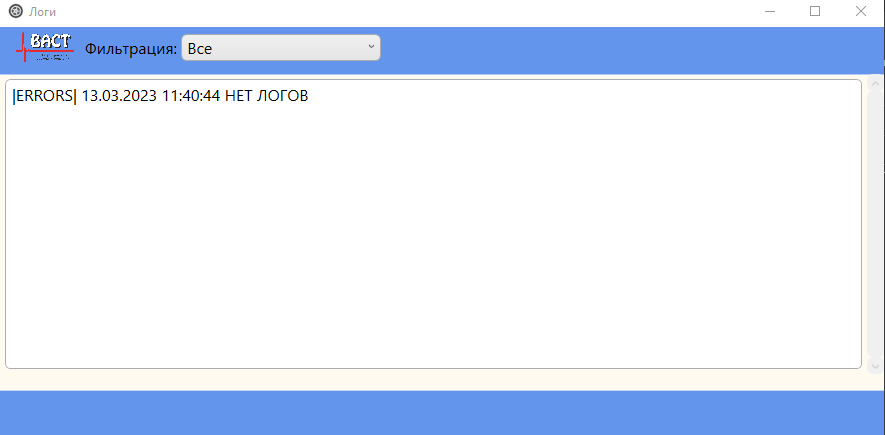 Логи
ВАСТ
Фильтрация: Все
|ERRORS| 13.03.2023 11:40:44 НЕТ ЛОГОВ